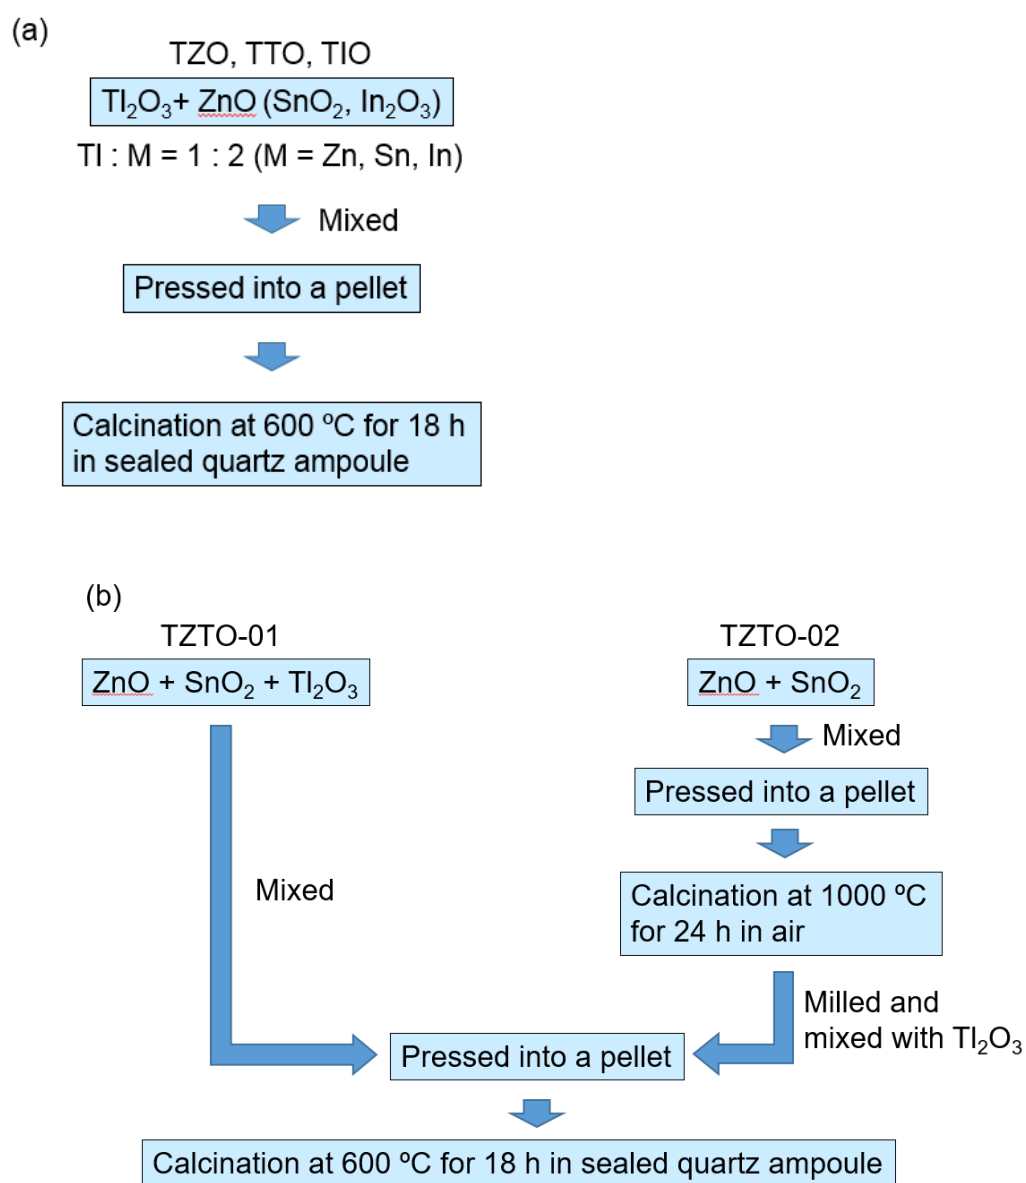 (a)
TZO, TTO, TIO
Tl₂O₃+ ZnO (SnO₂, In₂O₃)
Tl : M = 1 : 2 (M = Zn, Sn, In)
Mixed
Pressed into a pellet
Calcination at 600 ºC for 18 h
in sealed quartz ampoule
(b)
TZTO-01
ZnO + SnO₂ + Tl₂O₃
Mixed
TZTO-02
ZnO + SnO₂
Mixed
Pressed into a pellet
Calcination at 1000 ºC
for 24 h in air
Milled and
mixed with Tl₂O₃
Pressed into a pellet
Calcination at 600 ºC for 18 h in sealed quartz ampoule